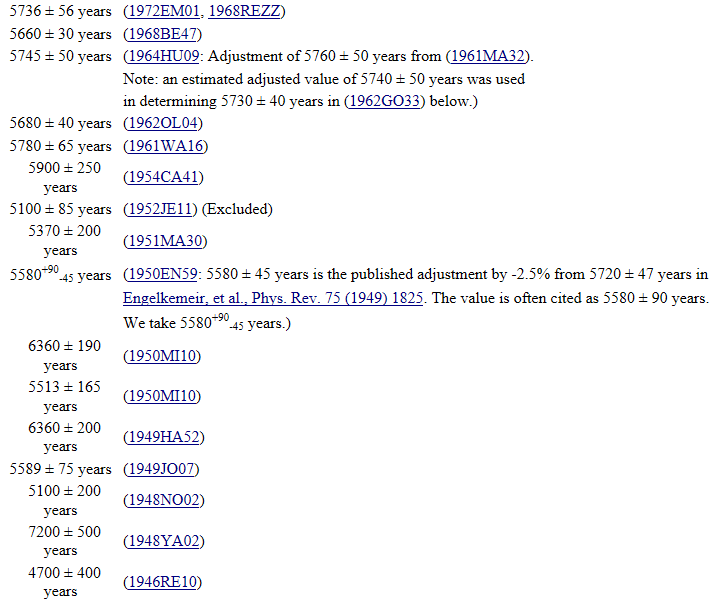 5736 ± 56 years (1972EM01, 1968REZZ)
5660 ± 30 years (1968BE47)
5745 ± 50 years (1964HU09: Adjustment of 5760 ± 50 years from (1961MA32).
Note: an estimated adjusted value of 5740 ± 50 years was used
in determining 5730 ± 40 years in (1962GO33) below.)
5680 ± 40 years (1962OL04)
5780 ± 65 years (1961WA16)
5900 ± 250
years
(1954CA41)
5100 ± 85 years (1952JE11) (Excluded)
5370 ± 200
years
(1951MA30)
5580+90-45 years (1950EN59: 5580 ± 45 years is the published adjustment by -2.5% from 5720 ± 47 years in
Engelkemeir, et al., Phys. Rev. 75 (1949) 1825. The value is often cited as 5580 ± 90 years.
We take 5580+90-45 years.)
6360 ± 190
years
(1950MI10)
5513 ± 165
years
(1950MI10)
6360 ± 200
years
(1949HA52)
5589 ± 75 years (1949JO07)
5100 ± 200
years
(1948NO02)
7200 ± 500
years
(1948YA02)
4700 ± 400
years
(1946RE10)